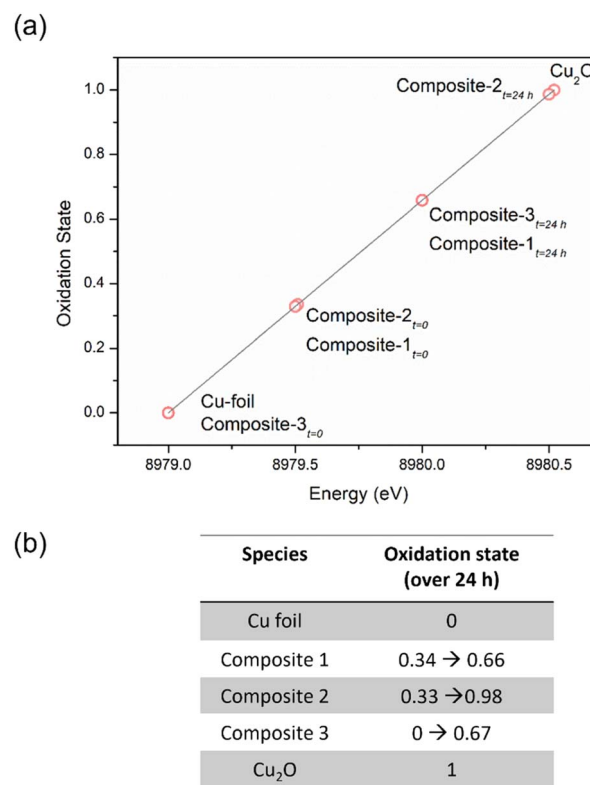 (a)
Oxidation State
1.0
0.8
0.6
0.4
0.2
0.0
Cu₂O
Composite-2ₜ₌₂₄ ₕ
Composite-3ₜ₌₂₄ ₕ
Composite-1ₜ₌₂₄ ₕ
Composite-2ₜ₌₀
Composite-1ₜ₌₀
Cu-foil
Composite-3ₜ₌₀
8979.0 8979.5 8980.0 8980.5
Energy (eV)
(b)
Species Oxidation state
(over 24 h)
Cu foil 0
Composite 1 0.34 → 0.66
Composite 2 0.33 →0.98
Composite 3 0 → 0.67
Cu₂O 1